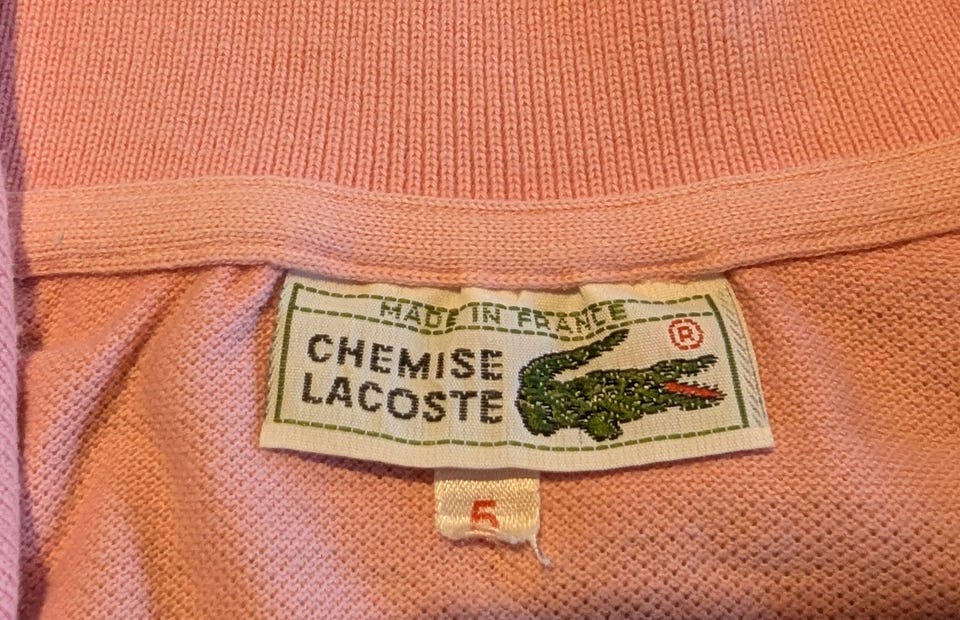 MADE IN FRANCE
CHEMISE
LACOSTE
®
5